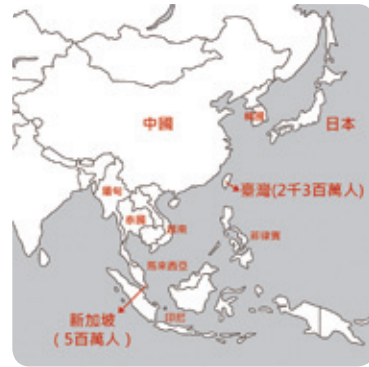 中國
韓國
日本
臺灣(2千3百萬人)
緬甸
泰國
越南
菲律賓
馬來西亞
新加坡
(5百萬人)
印尼